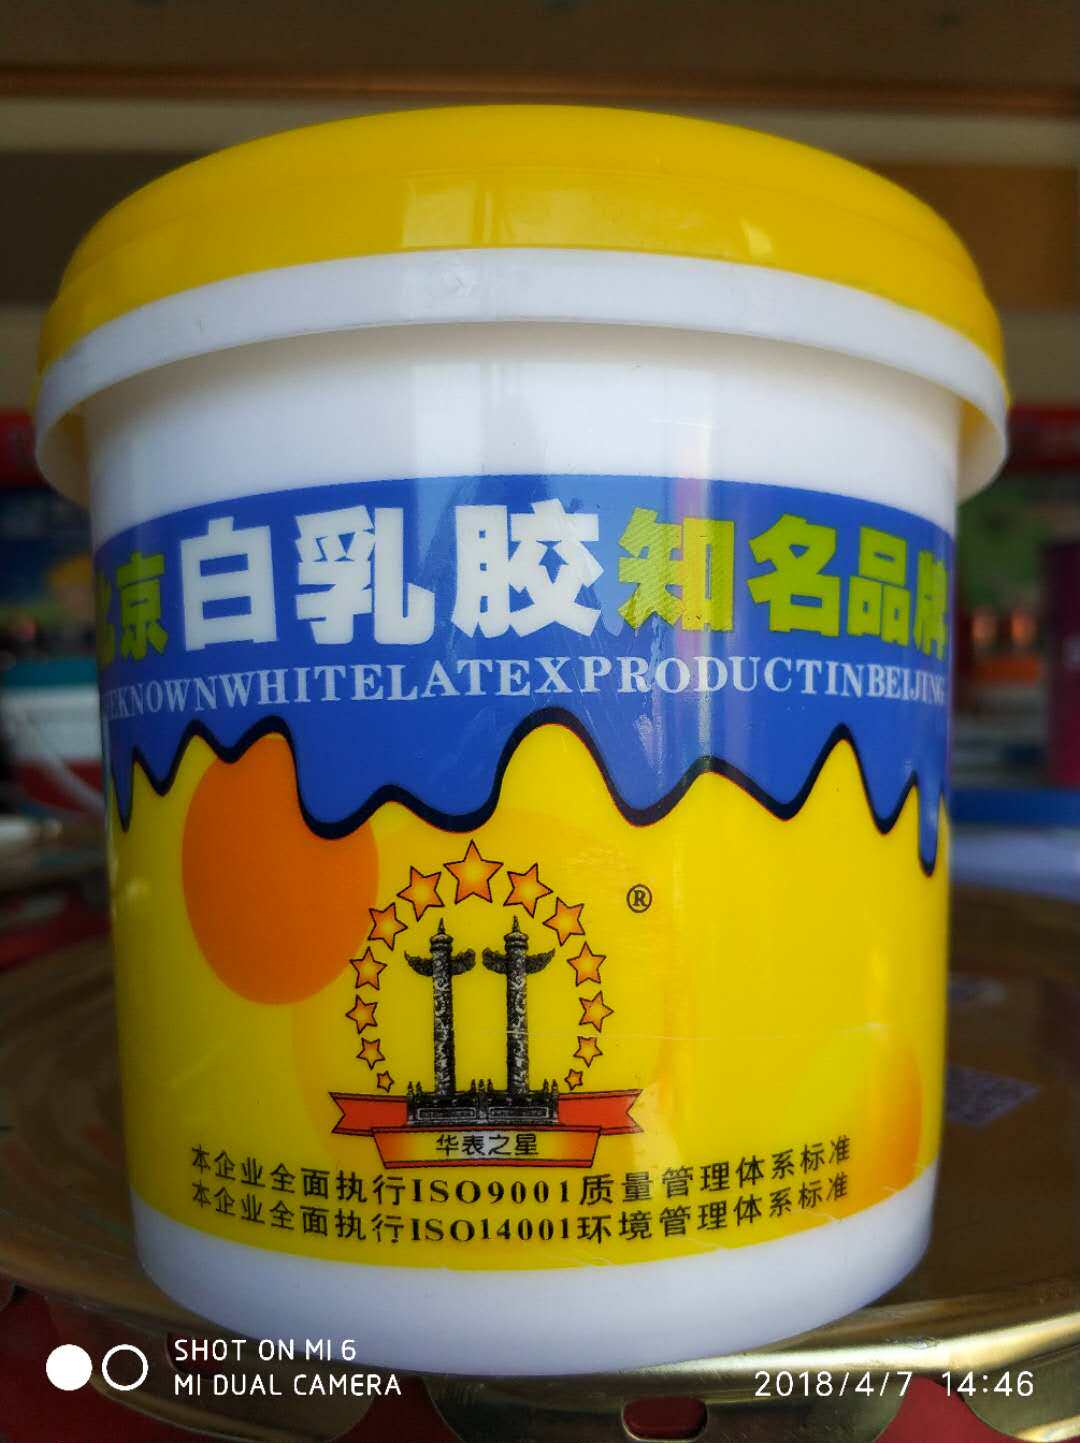 北京白乳胶知名品牌
EKNOWNWHITELATEXPRODUCTINBEIJING
®
华表之星
本企业全面执行ISO9001质量管理体系标准
本企业全面执行ISO14001环境管理体系标准
SHOT ON MI 6
MI DUAL CAMERA
2018/4/7 14:46